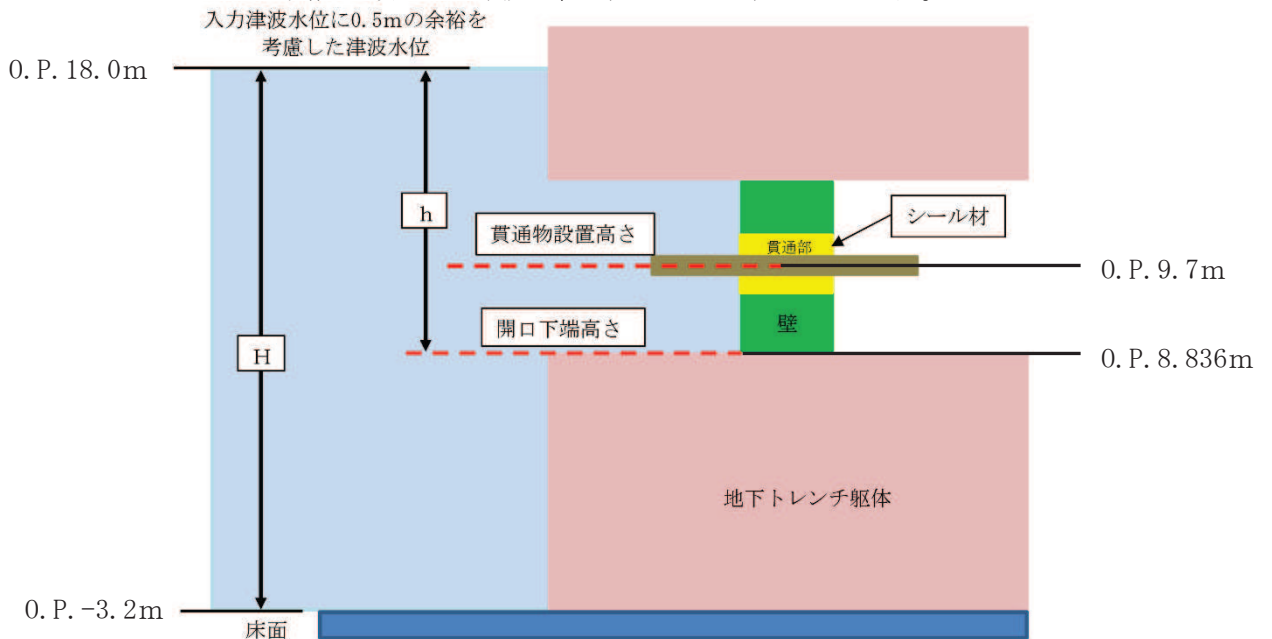 入力津波水位に0.5mの余裕を
考慮した津波水位
O.P.18.0m
h
シール材
貫通物設置高さ
貫通部
O.P.9.7m
開口下端高さ
壁
H
O.P.8.836m
地下トレンチ躯体
O.P.-3.2m
床面